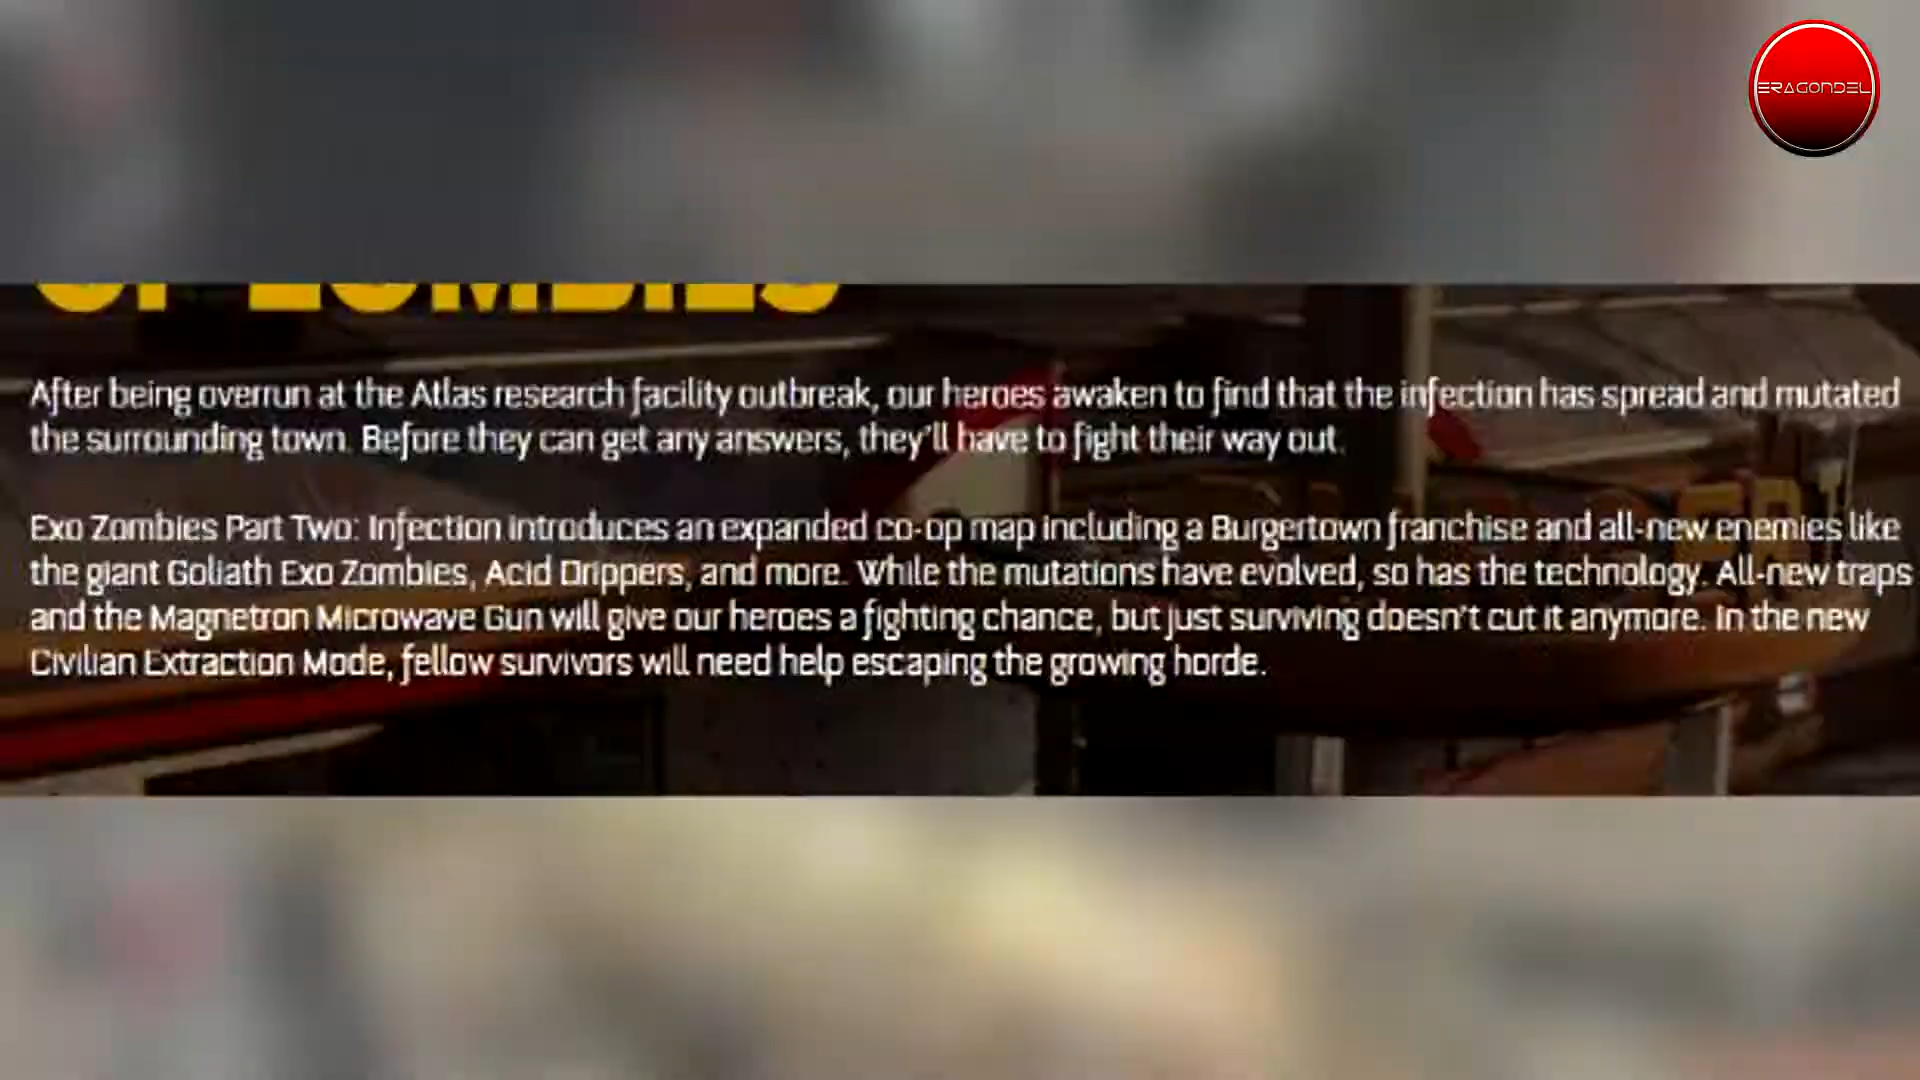 ERAGONDEL
OF ZOMBIES
After being overrun at the Atlas research facility outbreak, our heroes awaken to find that the infection has spread and mutated
the surrounding town. Before they can get any answers, they'll have to fight their way out.
Exo Zombies Part Two: Infection introduces an expanded co-op map including a Burgertown franchise and all-new enemies like
the giant Goliath Exo Zombies, Acid Drippers, and more. While the mutations have evolved, so has the technology. All-new traps
and the Magnetron Microwave Gun will give our heroes a fighting chance, but just surviving doesn't cut it anymore. In the new
Civilian Extraction Mode, fellow survivors will need help escaping the growing horde.